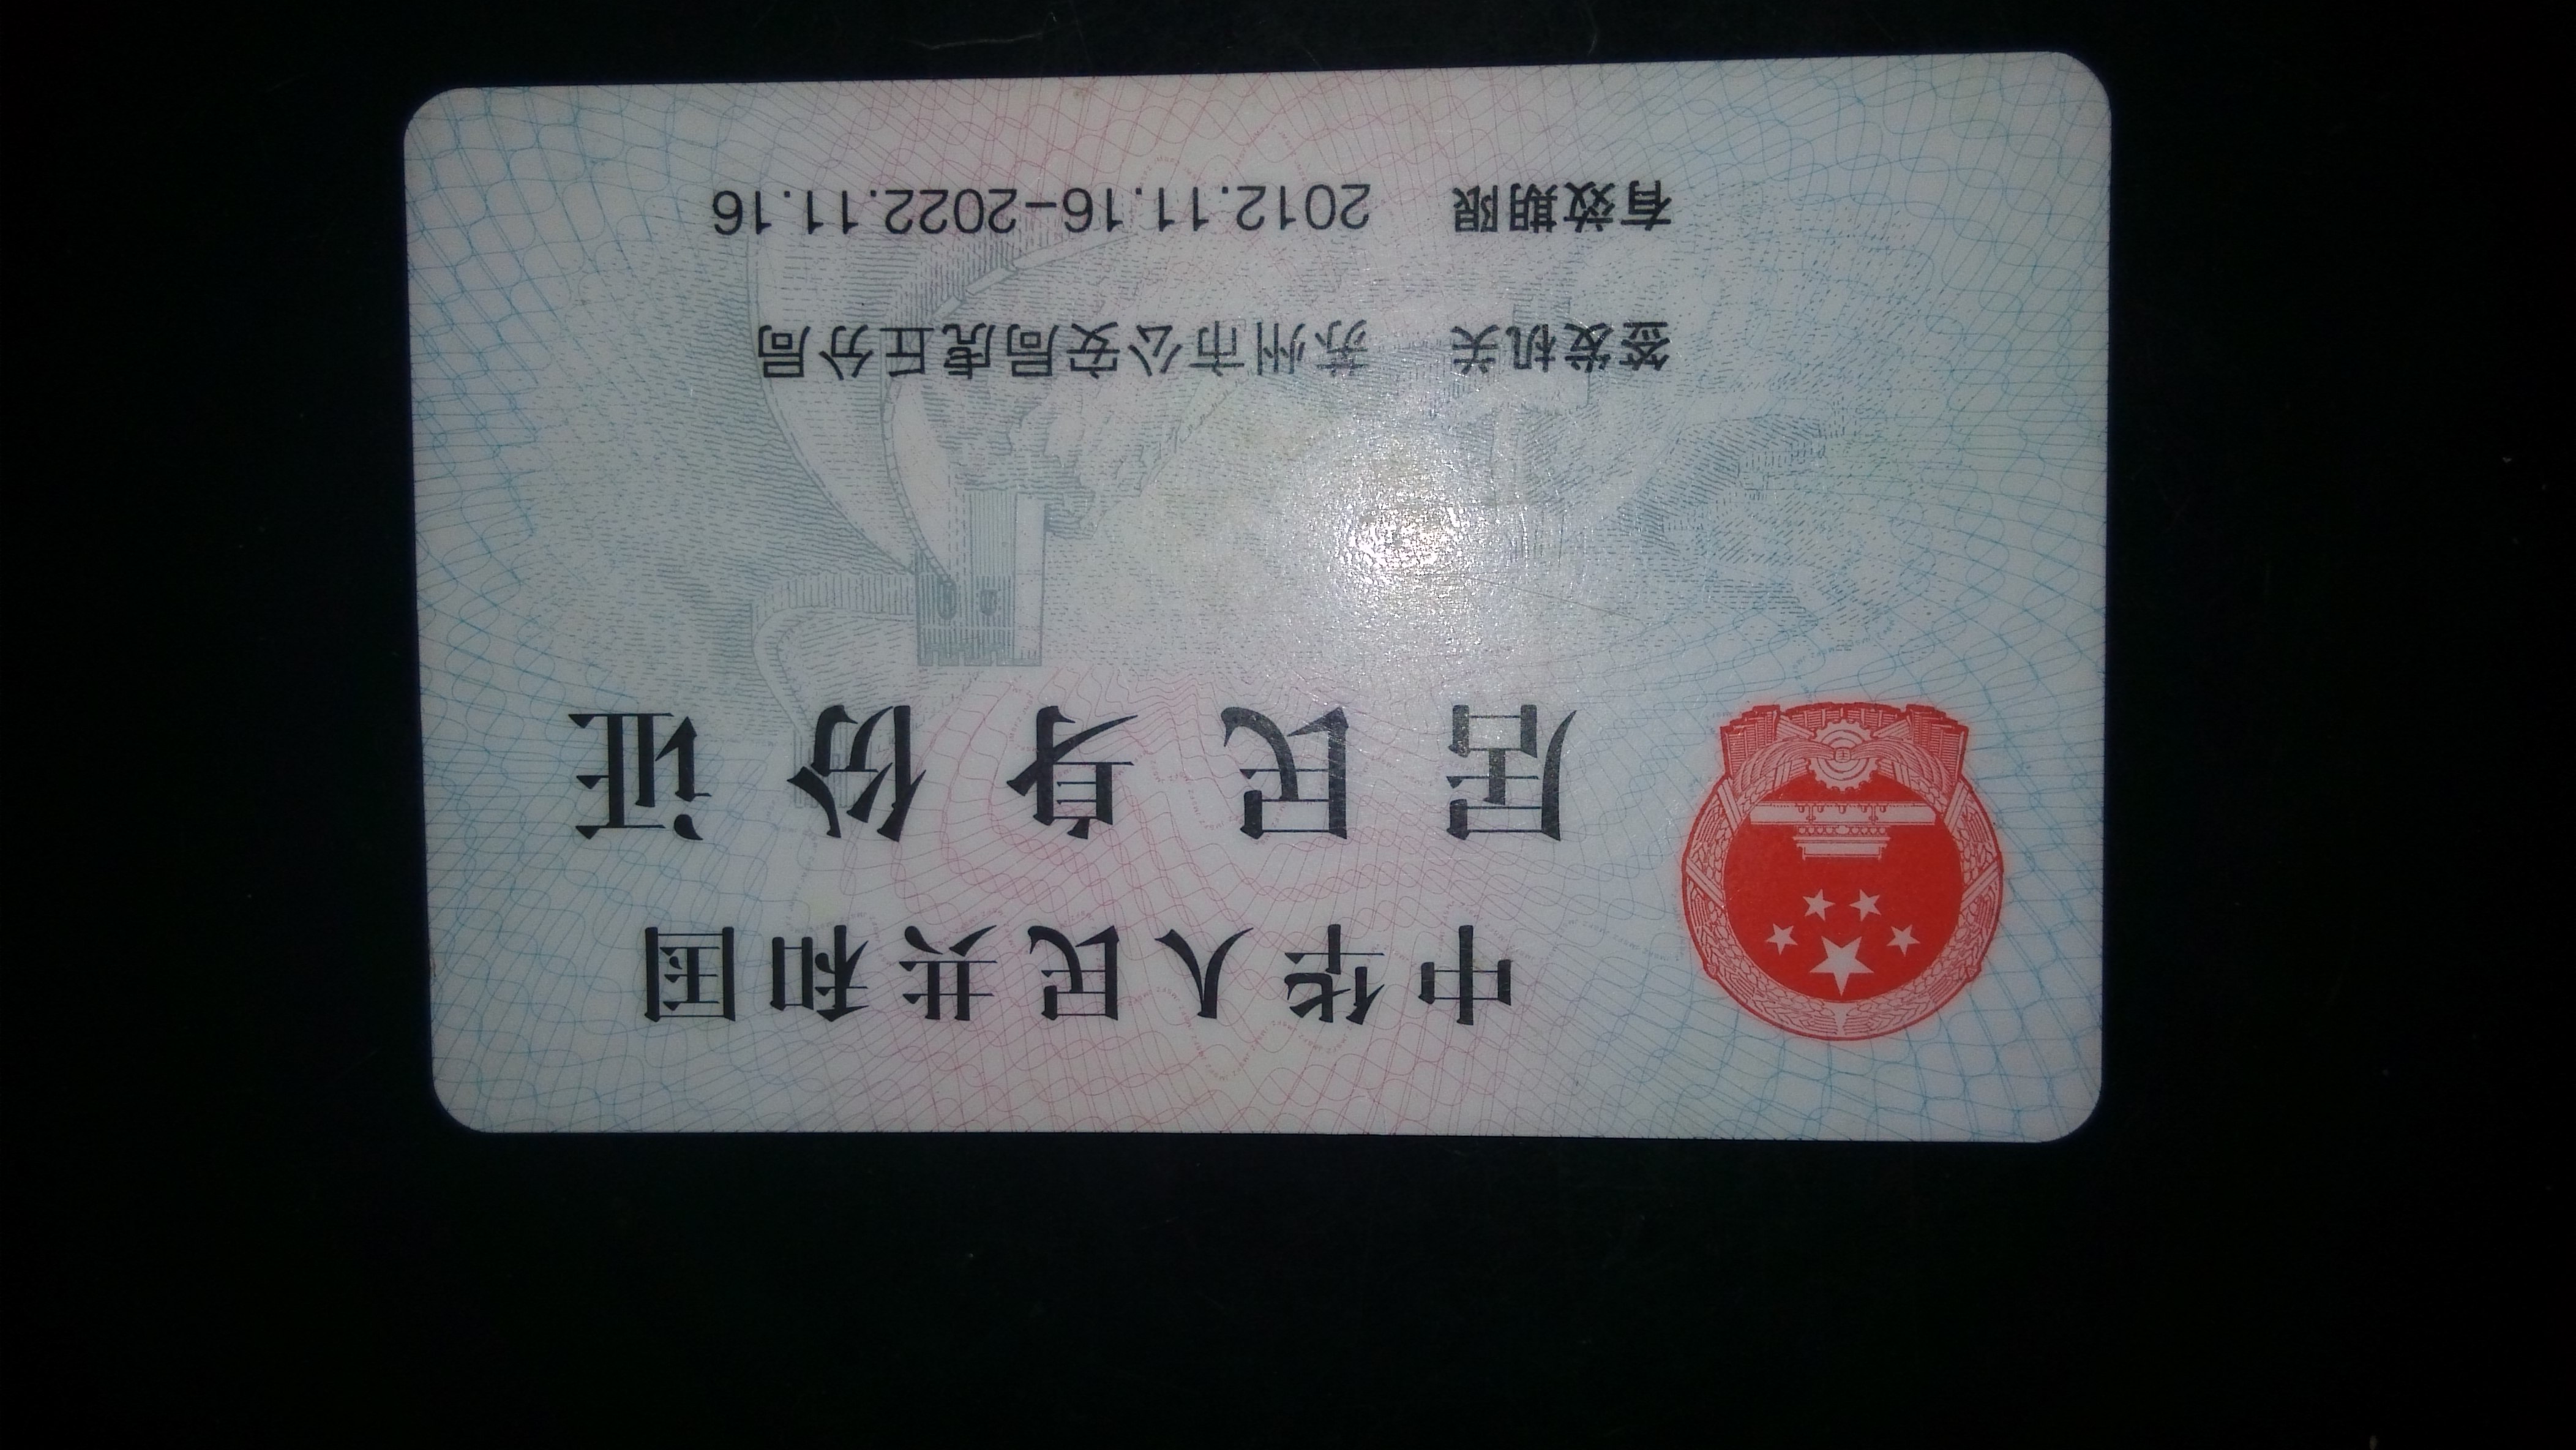 中华人民共和国
居民身份证
签发机关 苏州市公安局虎丘分局
有效期限 2012.11.16-2022.11.16